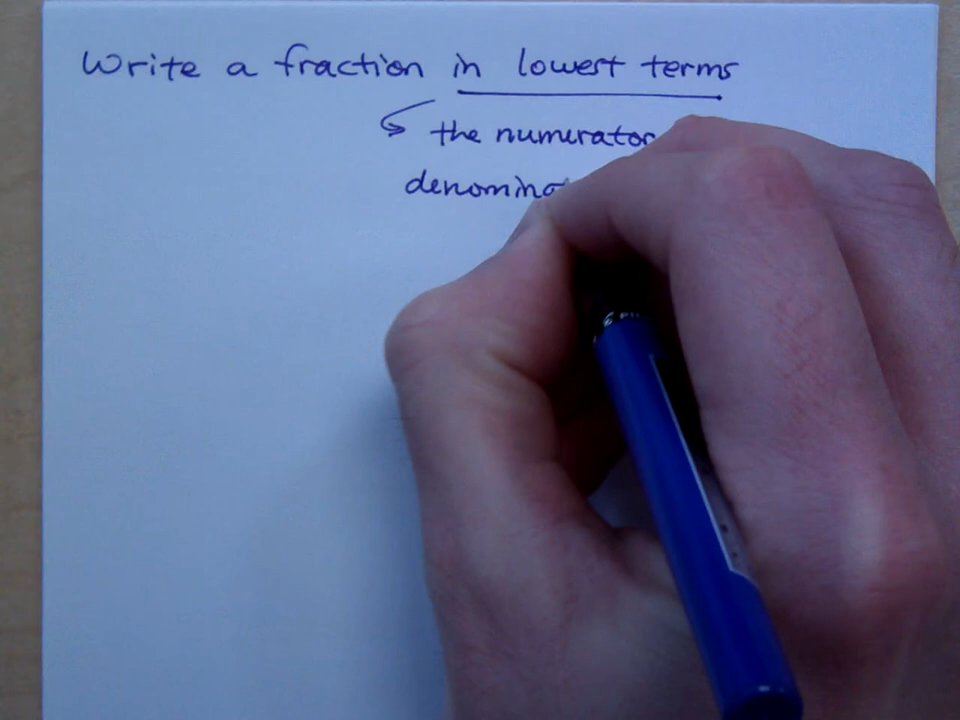 Write a fraction in lowest terms
the numerator